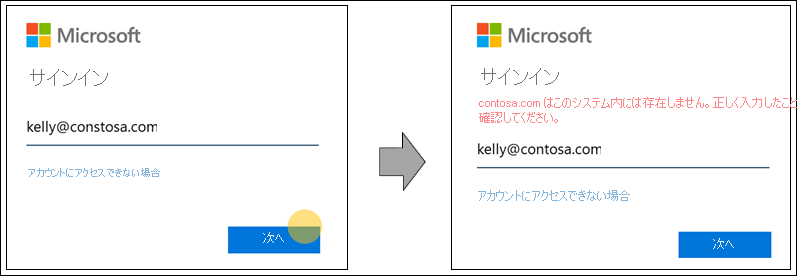 Microsoft
サインイン
kelly@constosa.com
アカウントにアクセスできない場合
次へ
Microsoft
サインイン
contosa.com はこのシステム内には存在しません。正しく入力したこと
確認してください。
kelly@contosa.com
アカウントにアクセスできない場合
次へ